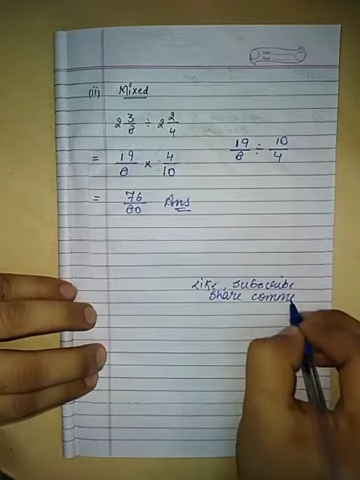 (ii) Mixed
2 3/8 ÷ 2 2/4
= 19/8 × 4/10
19/8 ÷ 10/4
= 76/80 Ans
Like, subscribe
Share comme